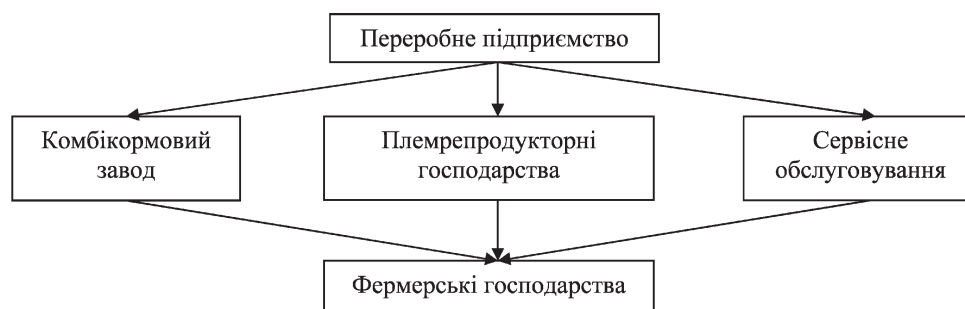 Переробне підприємство
Комбікормовий
завод
Племрепродукторні
господарства
Сервісне
обслуговування
Фермерські господарства